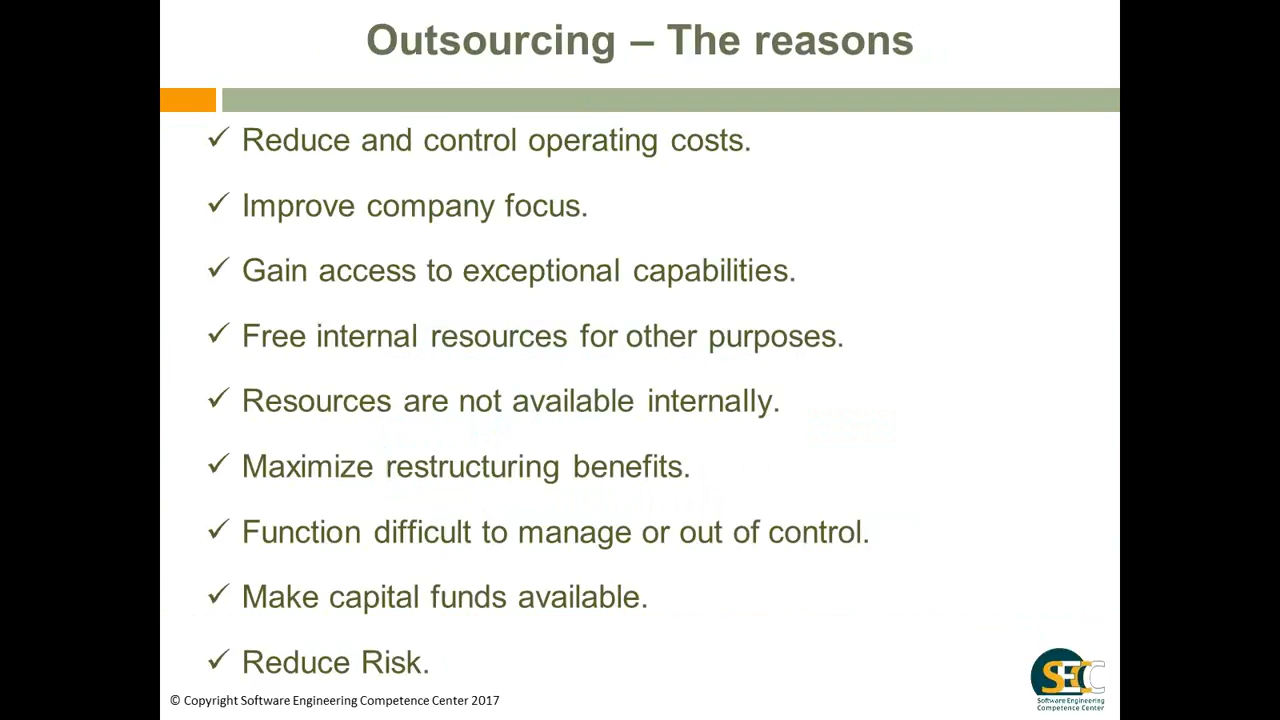 Outsourcing – The reasons
✓ Reduce and control operating costs.
✓ Improve company focus.
✓ Gain access to exceptional capabilities.
✓ Free internal resources for other purposes.
✓ Resources are not available internally.
✓ Maximize restructuring benefits.
✓ Function difficult to manage or out of control.
✓ Make capital funds available.
✓ Reduce Risk.
© Copyright Software Engineering Competence Center 2017
SECC
Software Engineering
Competence Center